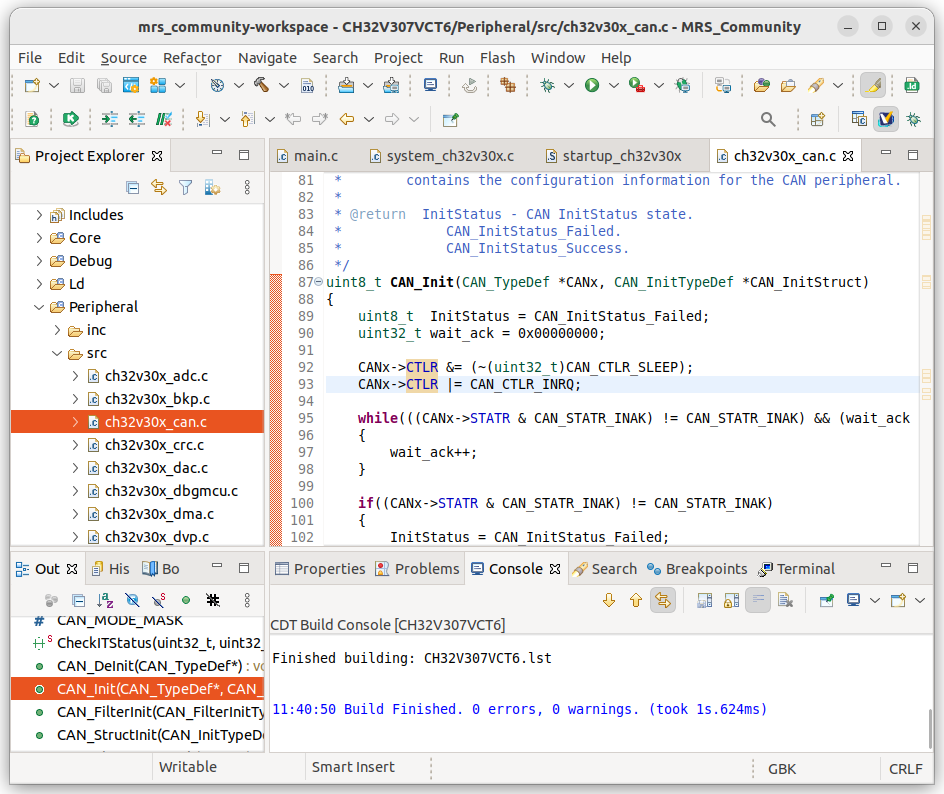 mrs_community-workspace - CH32V307VCT6/Peripheral/src/ch32v30x_can.c - MRS_Community
File Edit Source Refactor Navigate Search Project Run Flash Window Help
Project Explorer
Includes
Core
Debug
Ld
Peripheral
inc
src
ch32v30x_adc.c
ch32v30x_bkp.c
ch32v30x_can.c
ch32v30x_crc.c
ch32v30x_dac.c
ch32v30x_dbgmcu.c
ch32v30x_dma.c
ch32v30x_dvp.c
main.c system_ch32v30x.c startup_ch32v30x ch32v30x_can.c
81 * contains the configuration information for the CAN peripheral.
82 *
83 * @return InitStatus - CAN InitStatus state.
84 * CAN_InitStatus_Failed.
85 * CAN_InitStatus_Success.
86 */
87 uint8_t CAN_Init(CAN_TypeDef *CANx, CAN_InitTypeDef *CAN_InitStruct)
88 {
89 uint8_t InitStatus = CAN_InitStatus_Failed;
90 uint32_t wait_ack = 0x00000000;
91
92 CANx->CTLR &= (~(uint32_t)CAN_CTLR_SLEEP);
93 CANx->CTLR |= CAN_CTLR_INRQ;
94
95 while(((CANx->STATR & CAN_STATR_INAK) != CAN_STATR_INAK) && (wait_ack
96 {
97 wait_ack++;
98 }
99
100 if((CANx->STATR & CAN_STATR_INAK) != CAN_STATR_INAK)
101 {
102 InitStatus = CAN_InitStatus_Failed;
Out His Bo
CAN_MODE_MASK
CheckITStatus(uint32_t, uint32_
CAN_DeInit(CAN_TypeDef*) : vo
CAN_Init(CAN_TypeDef*, CAN_
CAN_FilterInit(CAN_FilterInitTy
CAN_StructInit(CAN_InitTypeD
Properties Problems Console Search Breakpoints Terminal
CDT Build Console [CH32V307VCT6]
Finished building: CH32V307VCT6.lst
11:40:50 Build Finished. 0 errors, 0 warnings. (took 1s.624ms)
Writable Smart Insert GBK CRLF